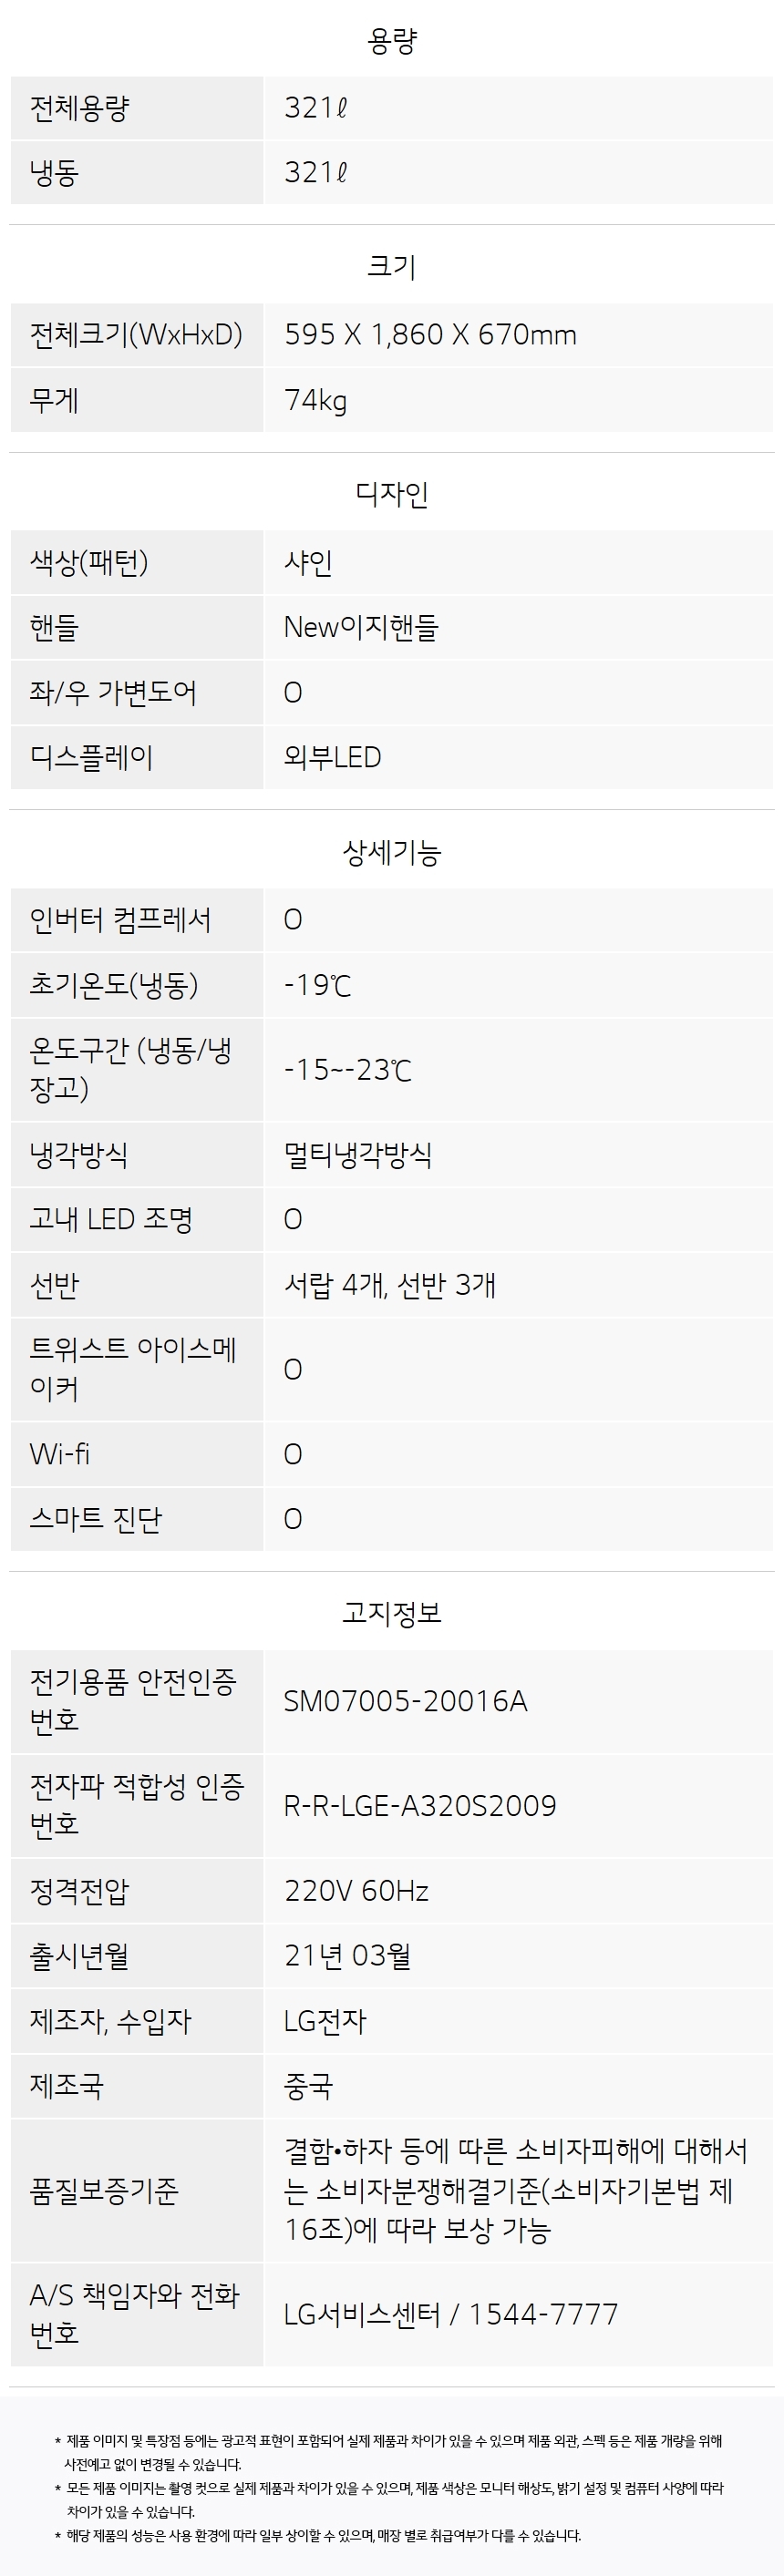 용량
전체용량 321ℓ
냉동 321ℓ
크기
전체크기(WxHxD) 595 X 1,860 X 670mm
무게 74kg
디자인
색상(패턴) 샤인
핸들 New이지핸들
좌/우 가변도어 O
디스플레이 외부LED
상세기능
인버터 컴프레서 O
초기온도(냉동) -19℃
온도구간 (냉동/냉
장고)
-15~-23℃
냉각방식 멀티냉각방식
고내 LED 조명 O
선반 서랍 4개, 선반 3개
트위스트 아이스메
이커
O
Wi-fi O
스마트 진단 O
고지정보
전기용품 안전인증
번호
SM07005-20016A
전자파 적합성 인증
번호
R-R-LGE-A320S2009
정격전압 220V 60Hz
출시년월 21년 03월
제조자, 수입자 LG전자
제조국 중국
품질보증기준
결함•하자 등에 따른 소비자피해에 대해서
는 소비자분쟁해결기준(소비자기본법 제
16조)에 따라 보상 가능
A/S 책임자와 전화
번호
LG서비스센터 / 1544-7777
* 제품 이미지 및 특장점 등에는 광고적 표현이 포함되어 실제 제품과 차이가 있을 수 있으며 제품 외관, 스펙 등은 제품 개량을 위해
사전예고 없이 변경될 수 있습니다.
* 모든 제품 이미지는 촬영 컷으로 실제 제품과 차이가 있을 수 있으며, 제품 색상은 모니터 해상도, 밝기 설정 및 컴퓨터 사양에 따라
차이가 있을 수 있습니다.
* 해당 제품의 성능은 사용 환경에 따라 일부 상이할 수 있으며, 매장 별로 취급여부가 다를 수 있습니다.